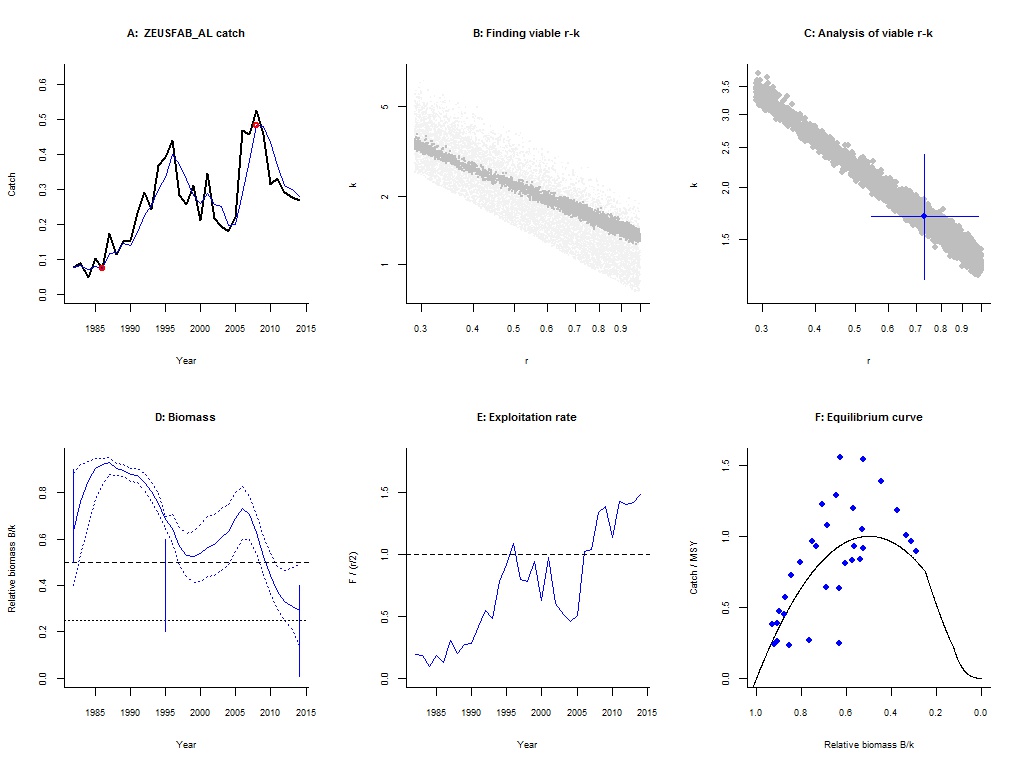 A: ZEUSFAB_AL catch
Catch
0.0 0.1 0.2 0.3 0.4 0.5 0.6
1985 1990 1995 2000 2005 2010 2015
Year
B: Finding viable r-k
k
1 2 5
0.3 0.4 0.5 0.6 0.7 0.8 0.9
r
C: Analysis of viable r-k
k
1.5 2.0 2.5 3.0 3.5
0.3 0.4 0.5 0.6 0.7 0.8 0.9
r
D: Biomass
Relative biomass B/k
0.0 0.2 0.4 0.6 0.8
1985 1990 1995 2000 2005 2010 2015
Year
E: Exploitation rate
F / (r/2)
0.0 0.5 1.0 1.5
1985 1990 1995 2000 2005 2010 2015
Year
F: Equilibrium curve
Catch / MSY
0.0 0.5 1.0 1.5
1.0 0.8 0.6 0.4 0.2 0.0
Relative biomass B/k